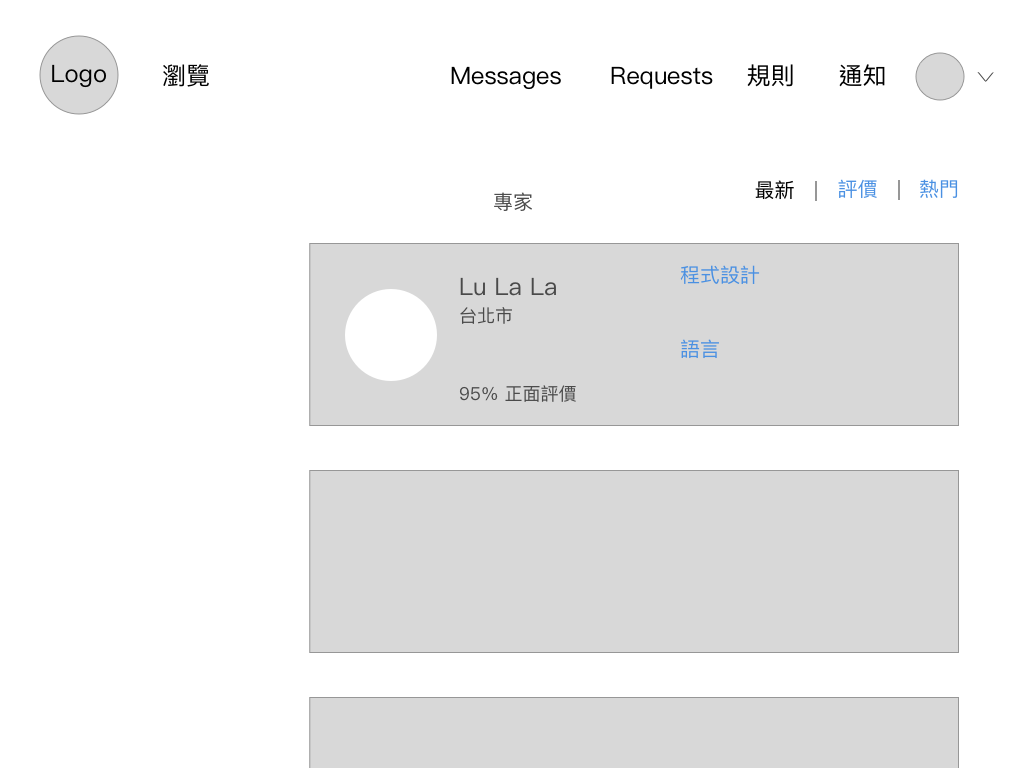 Logo 瀏覽 Messages Requests 規則 通知
專家
最新 | 評價 | 熱門
Lu La La
台北市
95% 正面評價
程式設計
語言